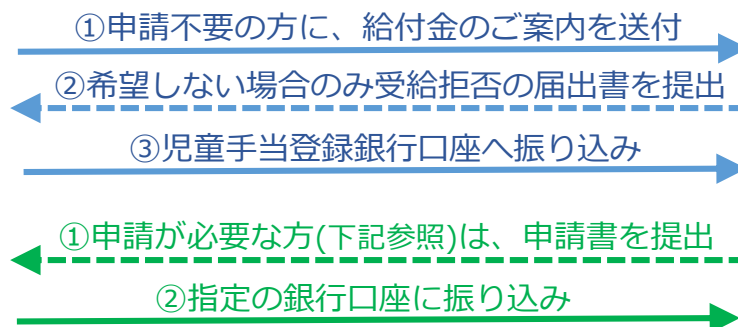 ①申請不要の方に、給付金のご案内を送付
②希望しない場合のみ受給拒否の届出書を提出
③児童手当登録銀行口座へ振り込み
①申請が必要な方(下記参照)は、申請書を提出
②指定の銀行口座に振り込み